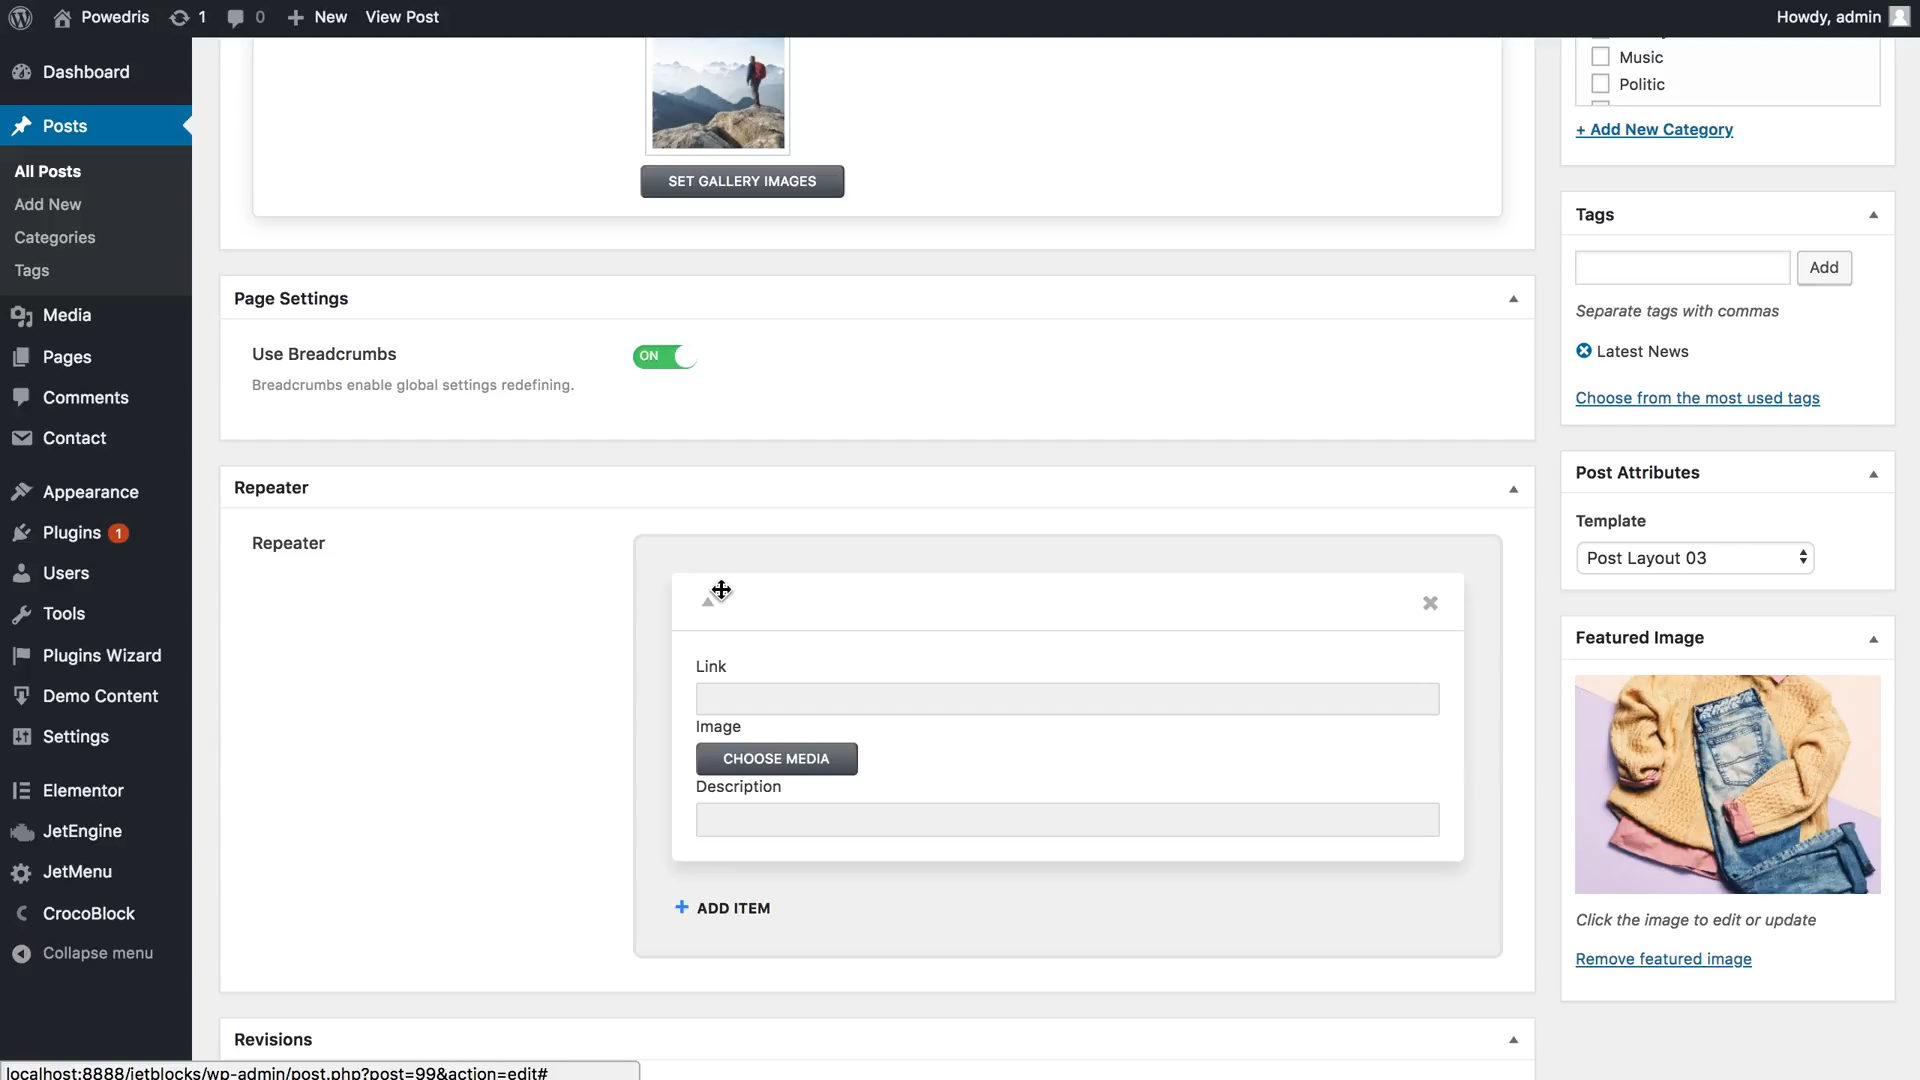 Powedris
1
0
New
View Post
Howdy, admin
Dashboard
Posts
All Posts
Add New
Categories
Tags
Media
Pages
Comments
Contact
Appearance
Plugins 1
Users
Tools
Plugins Wizard
Demo Content
Settings
Elementor
JetEngine
JetMenu
CrocoBlock
Collapse menu
SET GALLERY IMAGES
Page Settings
Use Breadcrumbs
ON
Breadcrumbs enable global settings redefining.
Repeater
Repeater
Link
Image
CHOOSE MEDIA
Description
+ ADD ITEM
Revisions
Music
Politic
+ Add New Category
Tags
Add
Separate tags with commas
Latest News
Choose from the most used tags
Post Attributes
Template
Post Layout 03
Featured Image
Click the image to edit or update
Remove featured image
localhost:8888/jetblocks/wp-admin/post.php?post=99&action=edit#